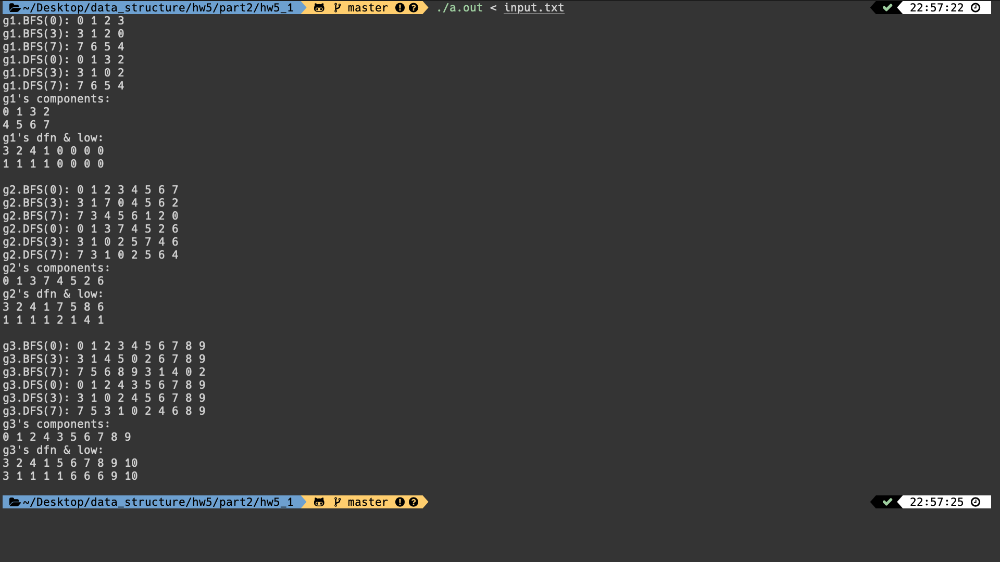 ~/Desktop/data_structure/hw5/part2/hw5_1 master ./a.out < input.txt 22:57:22
g1.BFS(0): 0 1 2 3
g1.BFS(3): 3 1 2 0
g1.BFS(7): 7 6 5 4
g1.DFS(0): 0 1 3 2
g1.DFS(3): 3 1 0 2
g1.DFS(7): 7 6 5 4
g1's components:
0 1 3 2
4 5 6 7
g1's dfn & low:
3 2 4 1 0 0 0 0
1 1 1 1 0 0 0 0
g2.BFS(0): 0 1 2 3 4 5 6 7
g2.BFS(3): 3 1 7 0 4 5 6 2
g2.BFS(7): 7 3 4 5 6 1 2 0
g2.DFS(0): 0 1 3 7 4 5 2 6
g2.DFS(3): 3 1 0 2 5 7 4 6
g2.DFS(7): 7 3 1 0 2 5 6 4
g2's components:
0 1 3 7 4 5 2 6
g2's dfn & low:
3 2 4 1 7 5 8 6
1 1 1 1 2 1 4 1
g3.BFS(0): 0 1 2 3 4 5 6 7 8 9
g3.BFS(3): 3 1 4 5 0 2 6 7 8 9
g3.BFS(7): 7 5 6 8 9 3 1 4 0 2
g3.DFS(0): 0 1 2 4 3 5 6 7 8 9
g3.DFS(3): 3 1 0 2 4 5 6 7 8 9
g3.DFS(7): 7 5 3 1 0 2 4 6 8 9
g3's components:
0 1 2 4 3 5 6 7 8 9
g3's dfn & low:
3 2 4 1 5 6 7 8 9 10
3 1 1 1 1 6 6 6 9 10
~/Desktop/data_structure/hw5/part2/hw5_1 master 22:57:25